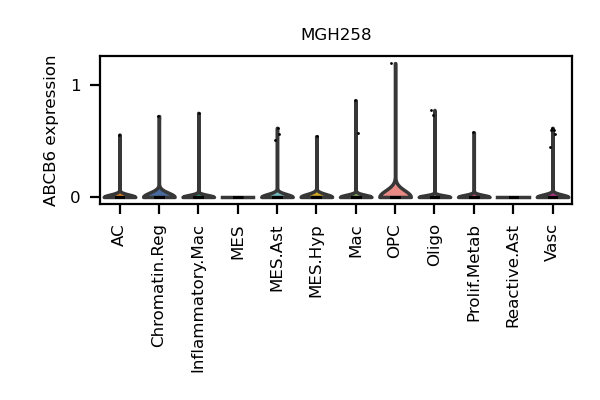 MGH258
ABCB6 expression
1
0
AC
Chromatin.Reg
Inflammatory.Mac
MES
MES.Ast
MES.Hyp
Mac
OPC
Oligo
Prolif.Metab
Reactive.Ast
Vasc